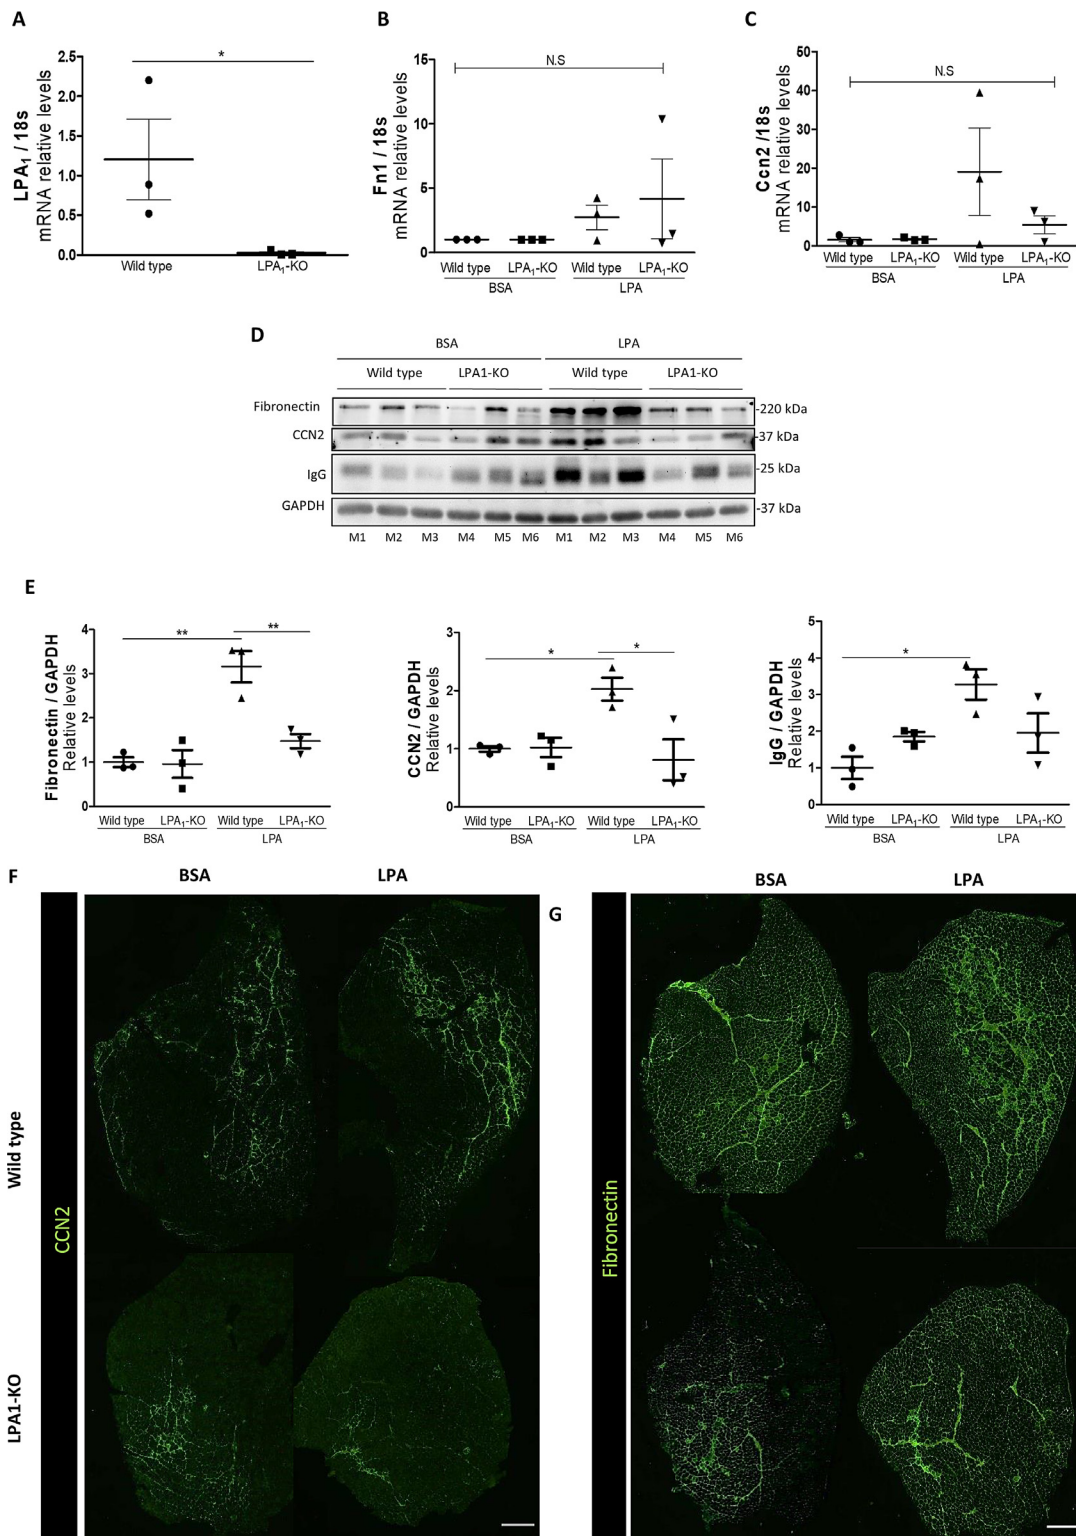 A
LPA₁ / 18s
mRNA relative levels
2.5
2.0
1.5
1.0
0.5
0.0
*
Wild type
LPA₁-KO
B
Fn1 / 18s
mRNA relative levels
15
10
5
0
N.S
Wild type
LPA₁-KO
Wild type
LPA₁-KO
BSA
LPA
C
Ccn2 /18s
mRNA relative levels
50
40
30
20
10
0
N.S
Wild type
LPA₁-KO
Wild type
LPA₁-KO
BSA
LPA
D
BSA
LPA
Wild type
LPA1-KO
Wild type
LPA1-KO
Fibronectin
-220 kDa
CCN2
-37 kDa
IgG
-25 kDa
GAPDH
-37 kDa
M1 M2 M3 M4 M5 M6 M1 M2 M3 M4 M5 M6
E
Fibronectin / GAPDH
Relative levels
4
3
2
1
0
**
**
Wild type
LPA₁-KO
Wild type
LPA₁-KO
BSA
LPA
CCN2 / GAPDH
Relative levels
3
2
1
0
*
*
Wild type
LPA₁-KO
Wild type
LPA₁-KO
BSA
LPA
IgG / GAPDH
Relative levels
5
4
3
2
1
0
*
Wild type
LPA₁-KO
Wild type
LPA₁-KO
BSA
LPA
F
BSA
LPA
Wild type
LPA1-KO
CCN2
G
BSA
LPA
Fibronectin